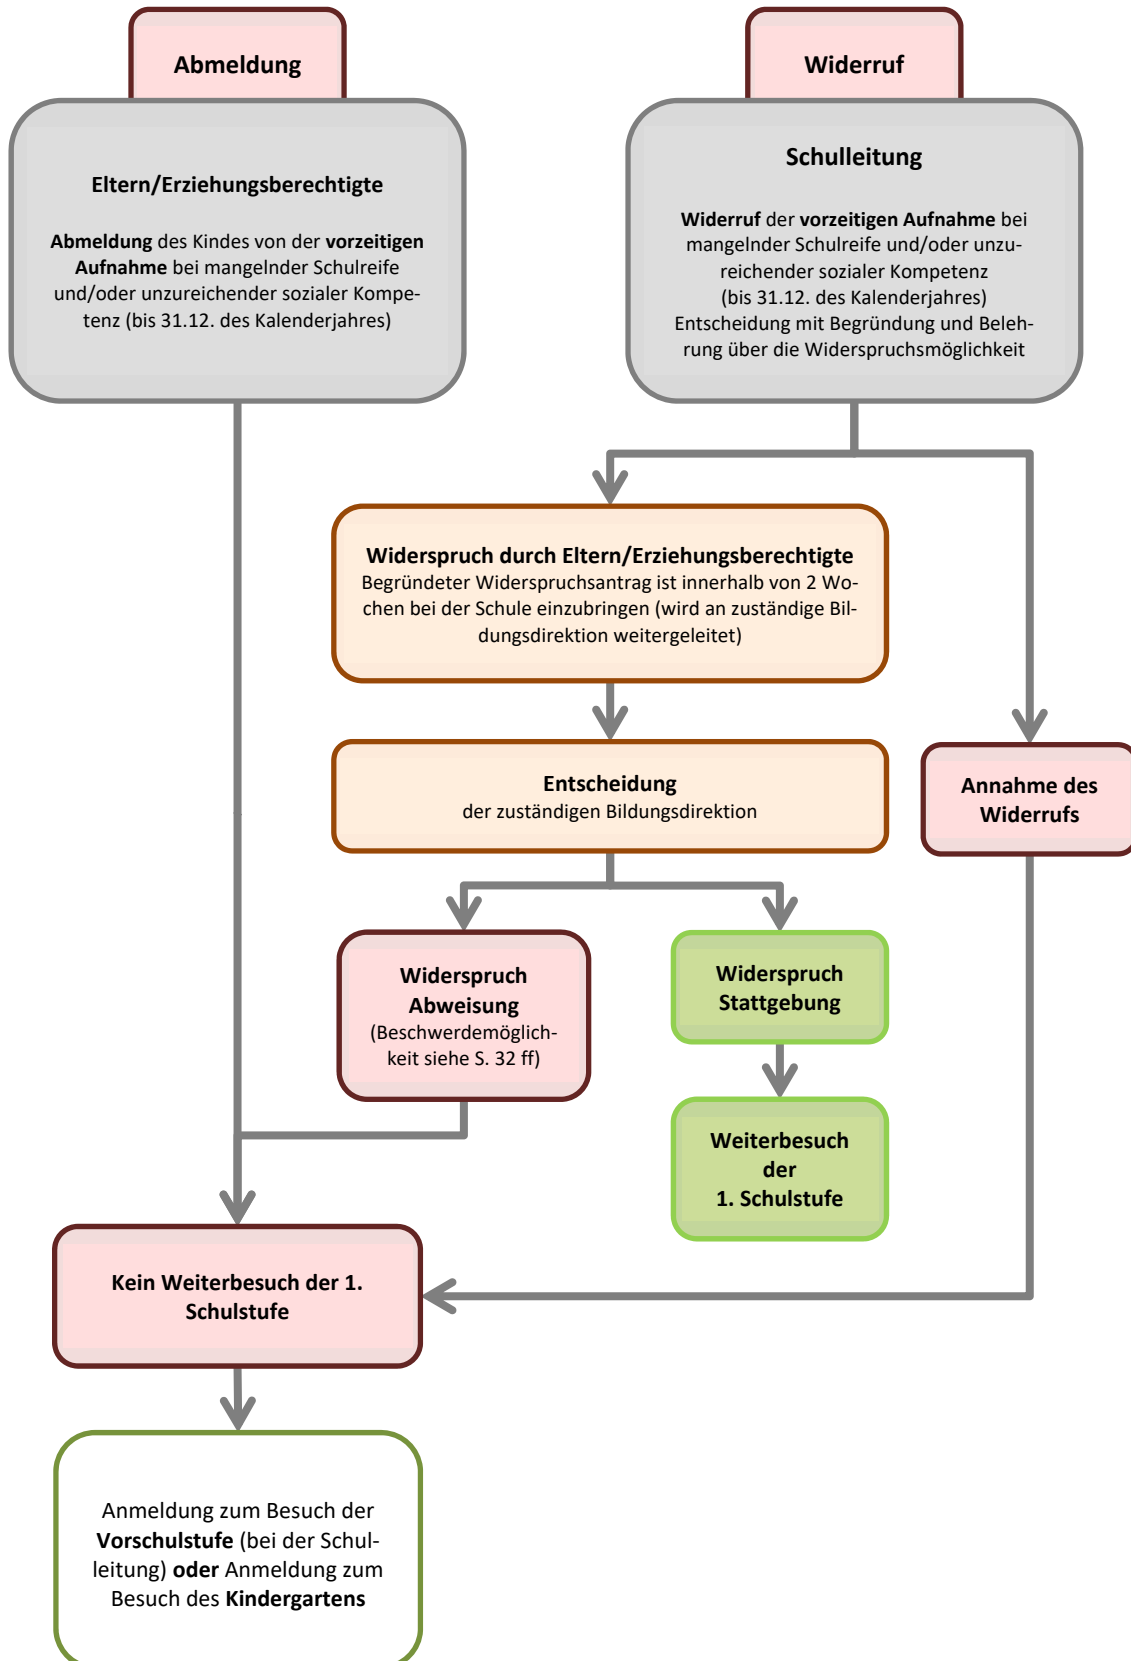 Abmeldung
Eltern/Erziehungsberechtigte
Abmeldung des Kindes von der vorzeitigen
Aufnahme bei mangelnder Schulreife
und/oder unzureichender sozialer Kompe-
tenz (bis 31.12. des Kalenderjahres)
Widerruf
Schulleitung
Widerruf der vorzeitigen Aufnahme bei
mangelnder Schulreife und/oder unzu-
reichender sozialer Kompetenz
(bis 31.12. des Kalenderjahres)
Entscheidung mit Begründung und Beleh-
rung über die Widerspruchsmöglichkeit
Widerspruch durch Eltern/Erziehungsberechtigte
Begründeter Widerspruchsantrag ist innerhalb von 2 Wo-
chen bei der Schule einzubringen (wird an zuständige Bil-
dungsdirektion weitergeleitet)
Entscheidung
der zuständigen Bildungsdirektion
Annahme des
Widerrufs
Widerspruch
Abweisung
(Beschwerdemöglich-
keit siehe S. 32 ff)
Widerspruch
Stattgebung
Weiterbesuch
der
1. Schulstufe
Kein Weiterbesuch der 1.
Schulstufe
Anmeldung zum Besuch der
Vorschulstufe (bei der Schul-
leitung) oder Anmeldung zum
Besuch des Kindergartens